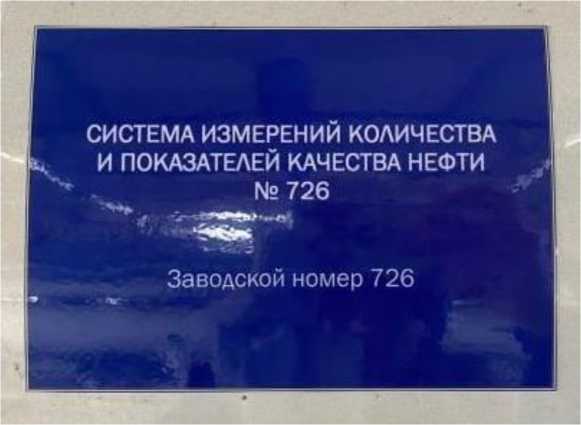 СИСТЕМА ИЗМЕРЕНИЙ КОЛИЧЕСТВА
И ПОКАЗАТЕЛЕЙ КАЧЕСТВА НЕФТИ
№ 726
Заводской номер 726